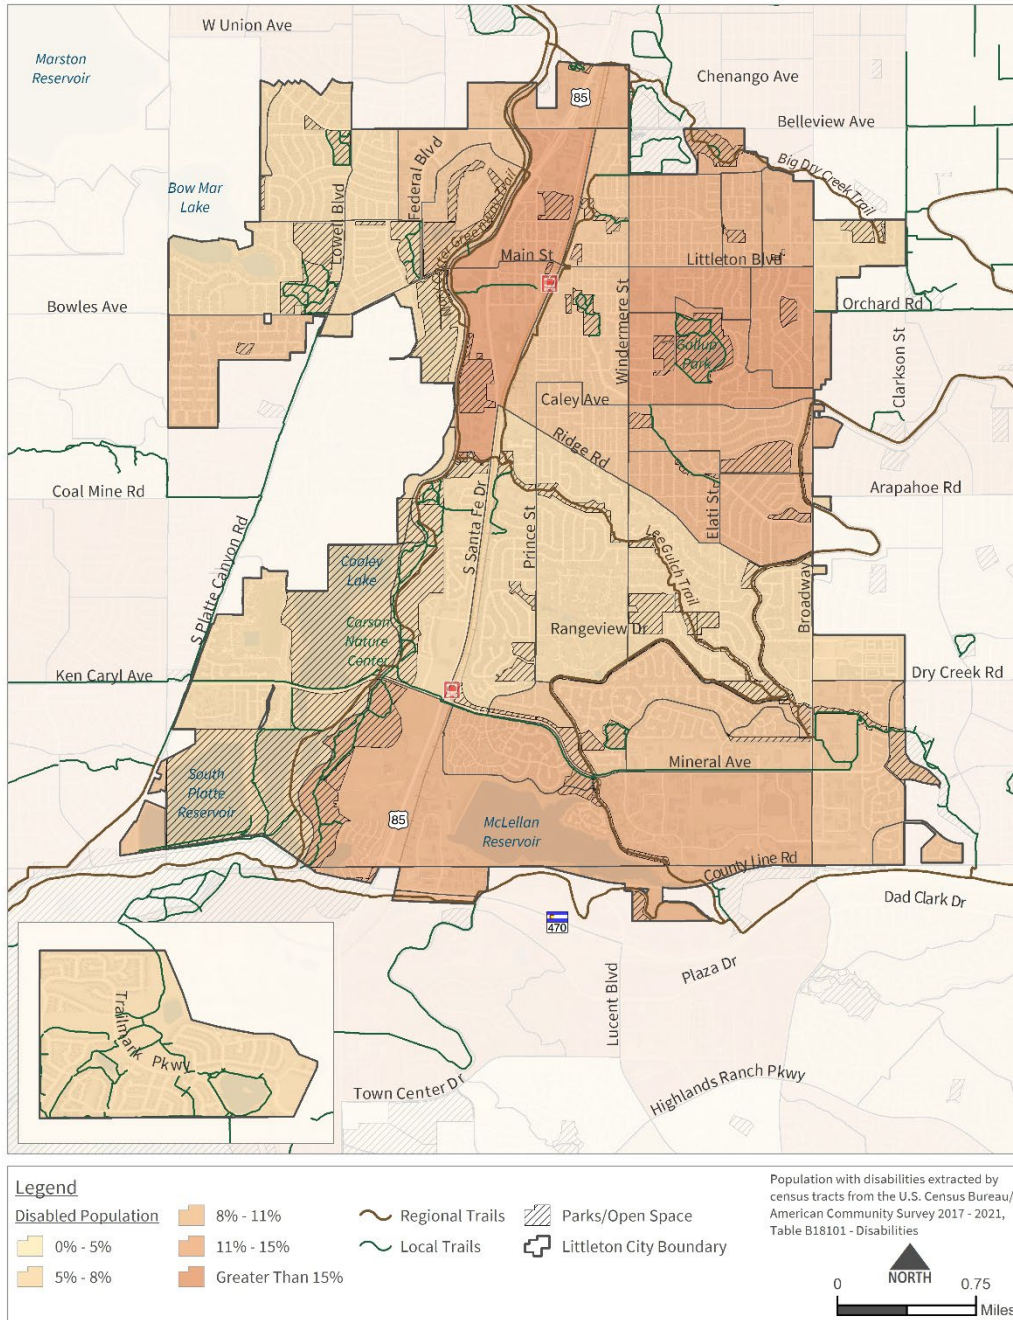 W Union Ave
Marston
Reservoir
Chenango Ave
85
Belleview Ave
Big Dry Creek Trail
Federal Blvd
Bow Mar
Lake
Lowell Blvd
Main St
Littleton Blvd
Bowles Ave
Orchard Rd
Windermere St
Gollup
Park
Clarkson St
Caley Ave
Ridge Rd
Coal Mine Rd
Arapahoe Rd
S Santa Fe Dr
Prince St
Elati St
Lee Gulch Trail
S Platte Canyon Rd
Cooley
Lake
Carson
Nature
Center
Rangeview Dr
Broadway
Ken Caryl Ave
Dry Creek Rd
Mineral Ave
South
Platte
Reservoir
85
McLellan
Reservoir
County Line Rd
Dad Clark Dr
470
Plaza Dr
Lucent Blvd
Trailmark Pkwy
Town Center Dr
Highlands Ranch Pkwy
Legend
Disabled Population
0% - 5%
5% - 8%
8% - 11%
11% - 15%
Greater Than 15%
Regional Trails
Local Trails
Parks/Open Space
Littleton City Boundary
Population with disabilities extracted by
census tracts from the U.S. Census Bureau/
American Community Survey 2017 - 2021,
Table B18101 - Disabilities
NORTH
0 0.75
Miles